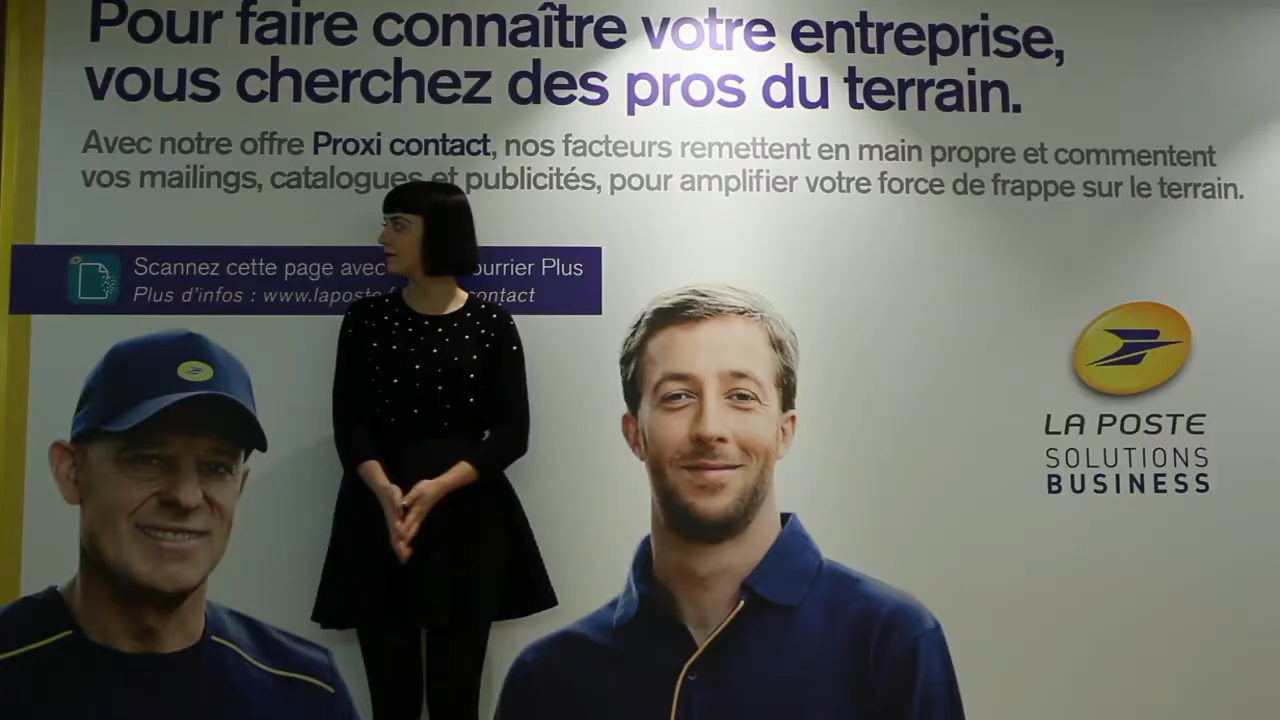 Pour faire connaître votre entreprise,
vous cherchez des pros du terrain.
Avec notre offre Proxi contact, nos facteurs remettent en main propre et commentent
vos mailings, catalogues et publicités, pour amplifier votre force de frappe sur le terrain.
Scannez cette page avec ourrier Plus
Plus d'infos : www.laposte ontact
LA POSTE
SOLUTIONS
BUSINESS